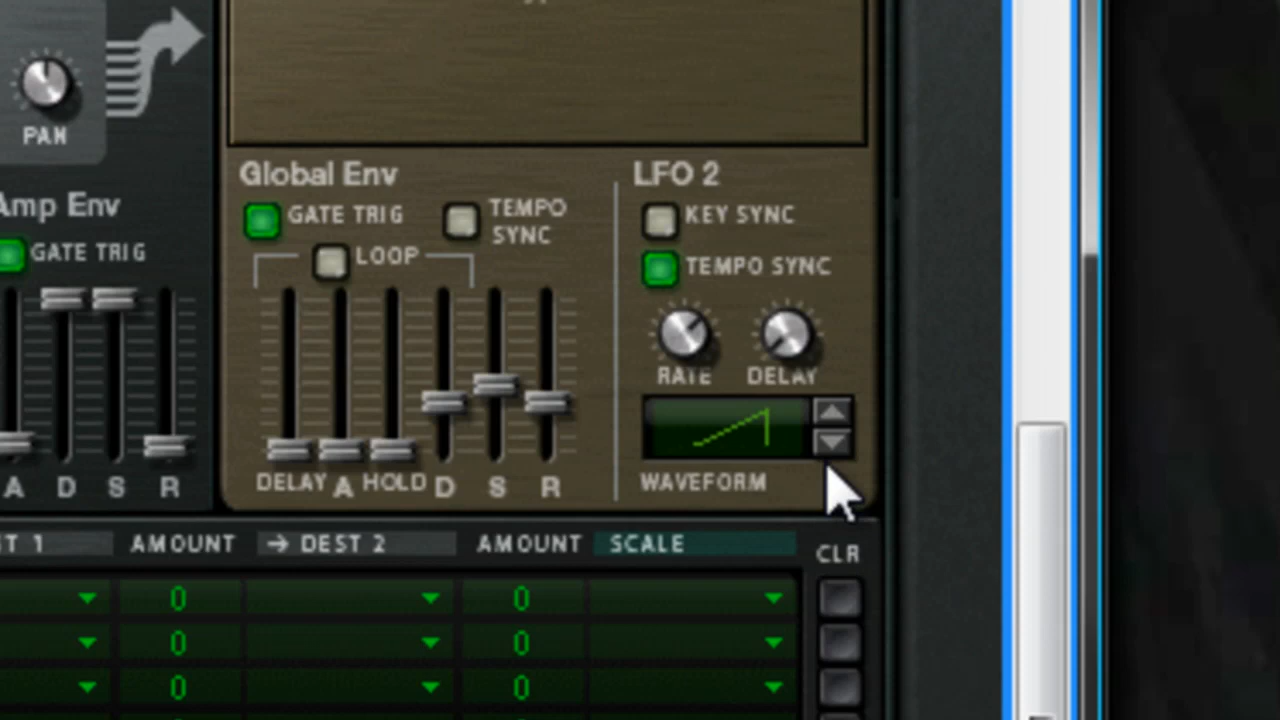 PAN
Amp Env
GATE TRIG
A D S R
Global Env
GATE TRIG
TEMPO
SYNC
LOOP
DELAY A HOLD D S R
LFO 2
KEY SYNC
TEMPO SYNC
RATE DELAY
WAVEFORM
T 1 AMOUNT → DEST 2 AMOUNT SCALE CLR
0 0
0 0
0 0